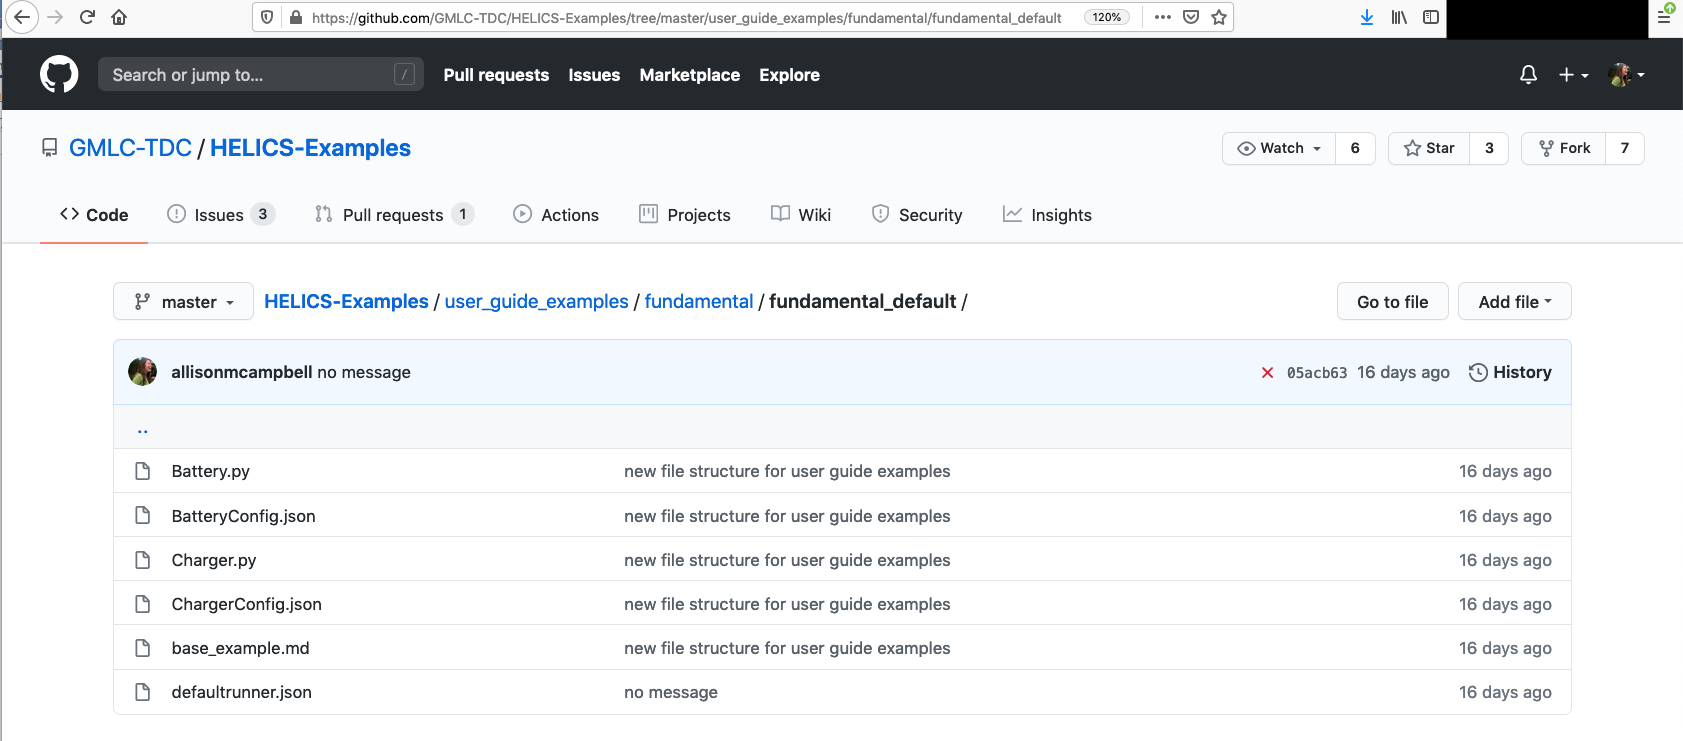 https://github.com/GMLC-TDC/HELICS-Examples/tree/master/user_guide_examples/fundamental/fundamental_default 120%
Search or jump to... / Pull requests Issues Marketplace Explore
GMLC-TDC / HELICS-Examples Watch 6 Star 3 Fork 7
Code Issues 3 Pull requests 1 Actions Projects Wiki Security Insights
master HELICS-Examples / user_guide_examples / fundamental / fundamental_default / Go to file Add file
allisonmcampbell no message 05acb63 16 days ago History
..
Battery.py new file structure for user guide examples 16 days ago
BatteryConfig.json new file structure for user guide examples 16 days ago
Charger.py new file structure for user guide examples 16 days ago
ChargerConfig.json new file structure for user guide examples 16 days ago
base_example.md new file structure for user guide examples 16 days ago
defaultrunner.json no message 16 days ago